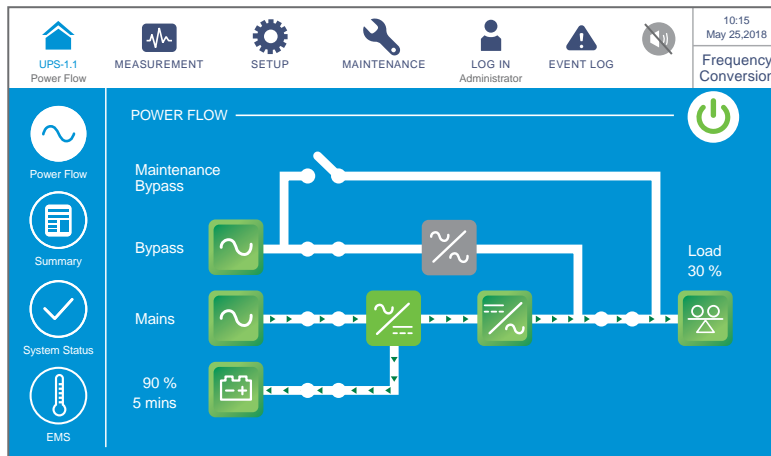 10:15
May 25,2018
UPS-1.1
Power Flow
MEASUREMENT
SETUP
MAINTENANCE
LOG IN
Administrator
EVENT LOG
Frequency
Conversion
POWER FLOW
Power Flow
Summary
System Status
EMS
Maintenance
Bypass
Bypass
Load
30 %
Mains
90 %
5 mins